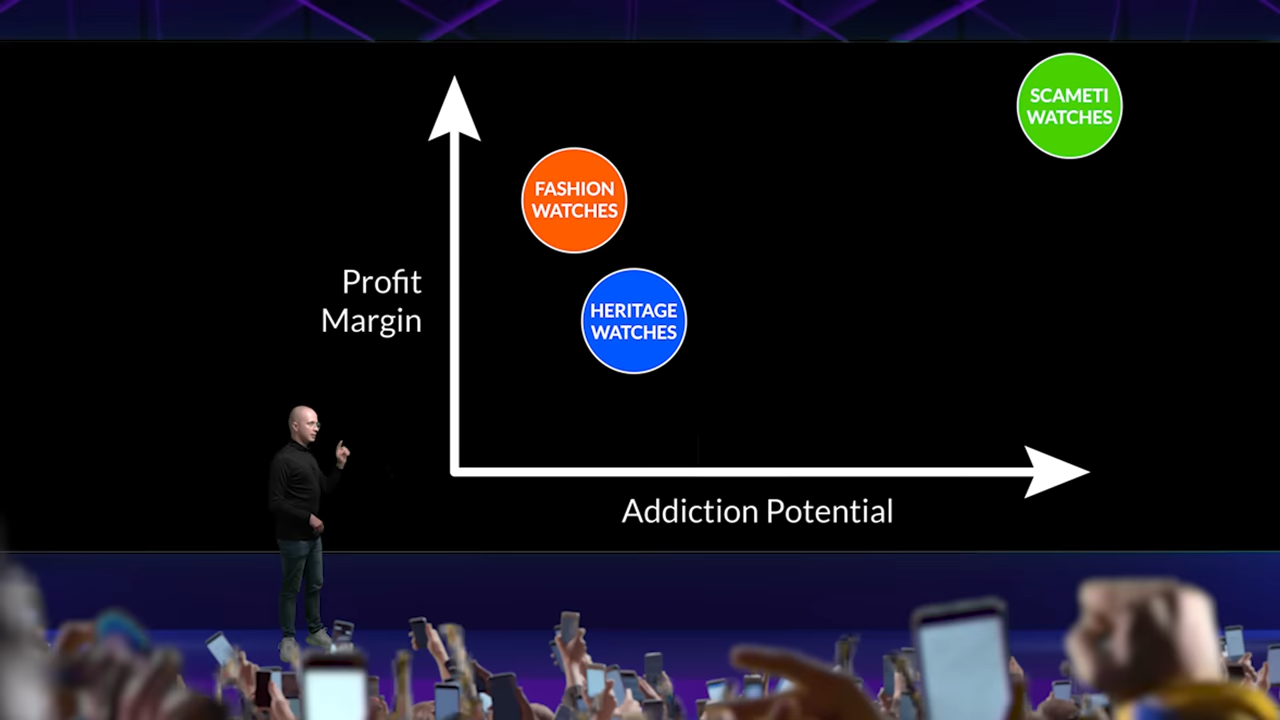 SCAMETI
WATCHES
FASHION
WATCHES
Profit
Margin
HERITAGE
WATCHES
Addiction Potential